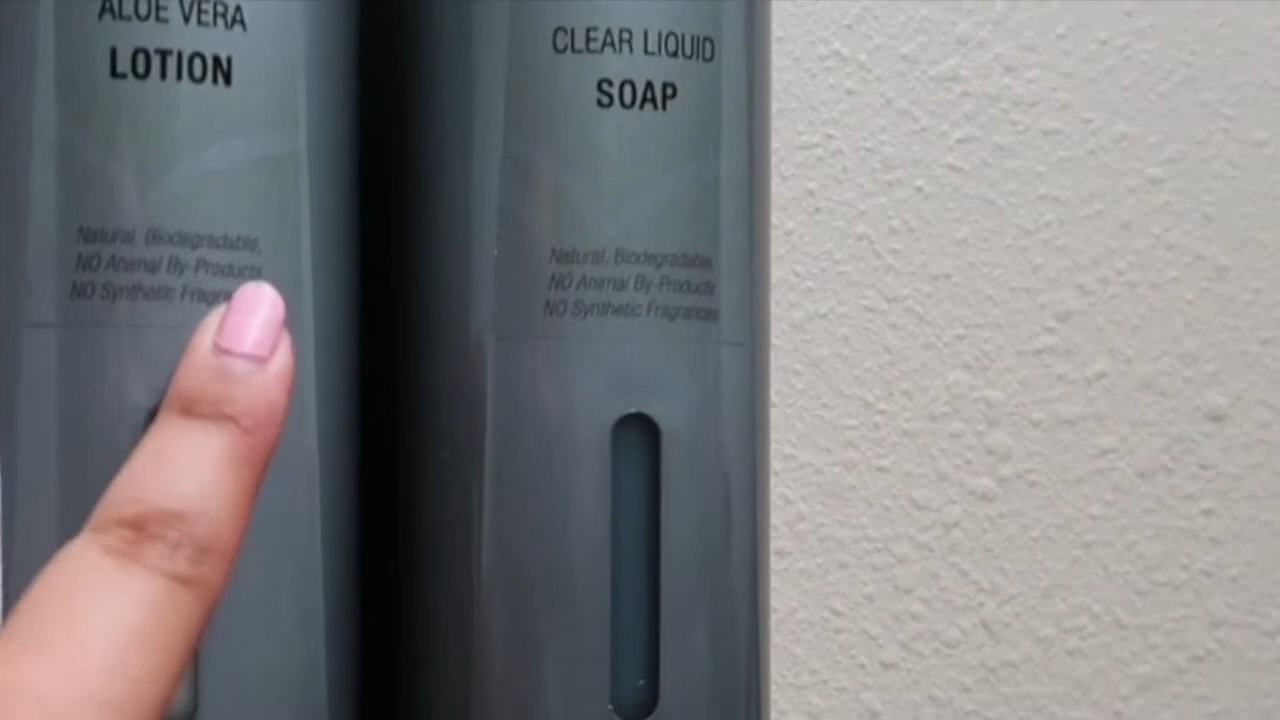 ALOE VERA
LOTION
Natural. Biodegradable.
NO Animal By-Products
NO Synthetic
CLEAR LIQUID
SOAP
Natural. Biodegradable.
NO Animal By-Products
NO Synthetic Fragrances